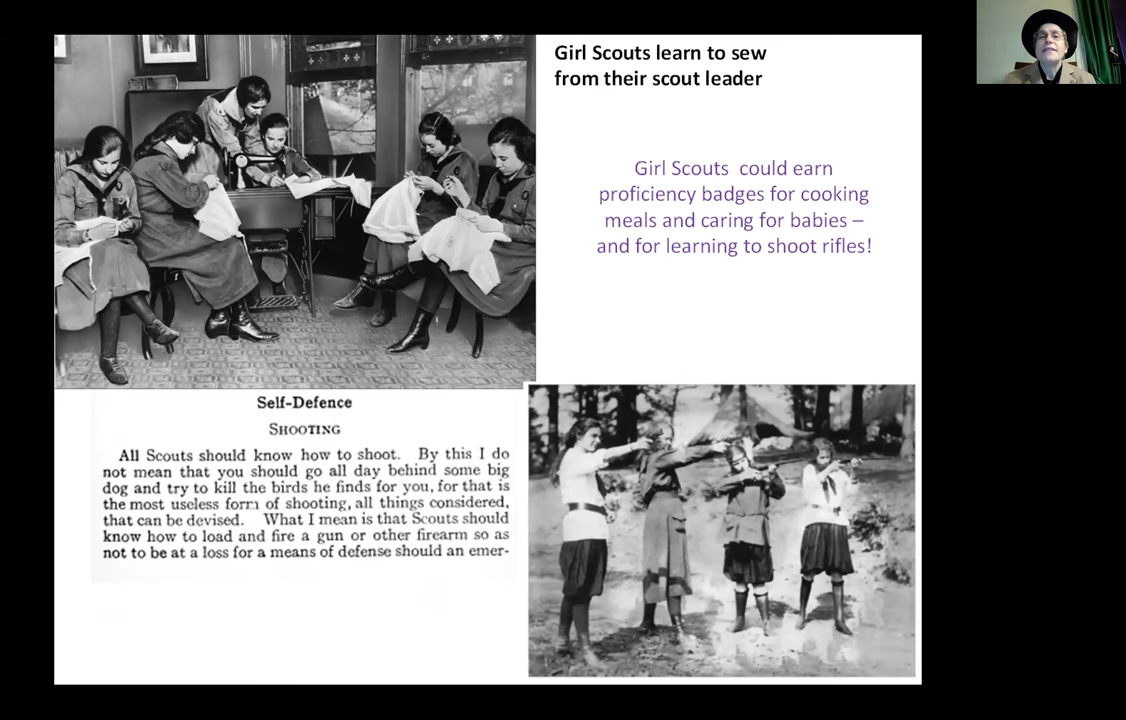 Girl Scouts learn to sew
from their scout leader
Girl Scouts could earn
proficiency badges for cooking
meals and caring for babies –
and for learning to shoot rifles!
Self-Defence
SHOOTING
All Scouts should know how to shoot. By this I do
not mean that you should go all day behind some big
dog and try to kill the birds he finds for you, for that is
the most useless form of shooting, all things considered,
that can be devised. What I mean is that Scouts should
know how to load and fire a gun or other firearm so as
not to be at a loss for a means of defense should an emer-